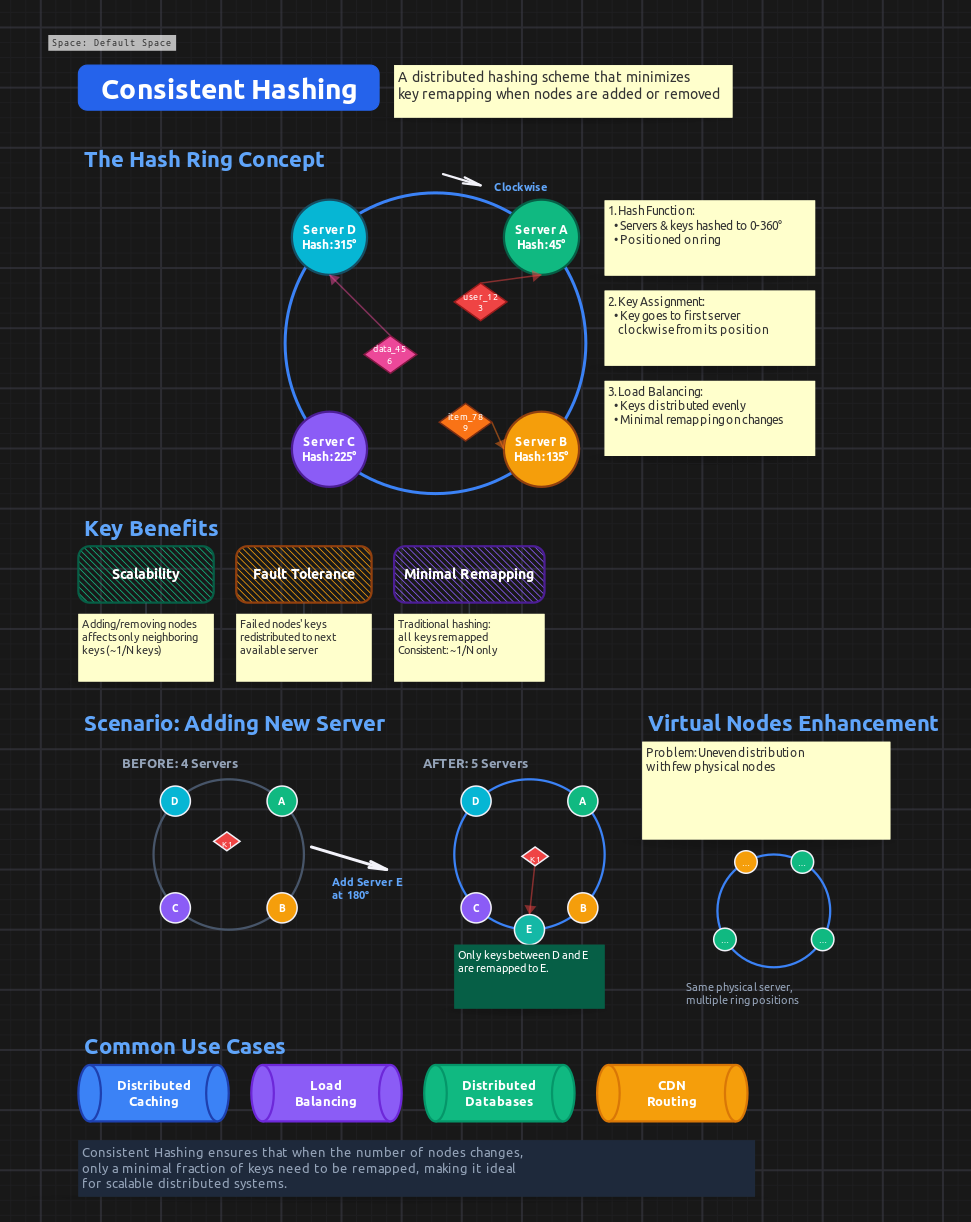 Space: Default Space
Consistent Hashing
A distributed hashing scheme that minimizes
key remapping when nodes are added or removed
The Hash Ring Concept
Clockwise
Server D
Hash: 315°
Server A
Hash: 45°
user_12
3
data_45
6
item_78
9
Server C
Hash: 225°
Server B
Hash: 135°
1. Hash Function:
• Servers & keys hashed to 0-360°
• Positioned on ring
2. Key Assignment:
• Key goes to first server
clockwise from its position
3. Load Balancing:
• Keys distributed evenly
• Minimal remapping on changes
Key Benefits
Scalability
Fault Tolerance
Minimal Remapping
Adding/removing nodes
affects only neighboring
keys (~1/N keys)
Failed nodes' keys
redistributed to next
available server
Traditional hashing:
all keys remapped
Consistent: ~1/N only
Scenario: Adding New Server
BEFORE: 4 Servers
D
A
K1
C
B
Add Server E
at 180°
AFTER: 5 Servers
D
A
K1
C
B
E
Only keys between D and E
are remapped to E.
Virtual Nodes Enhancement
Problem: Uneven distribution
with few physical nodes
...
...
...
...
Same physical server,
multiple ring positions
Common Use Cases
Distributed
Caching
Load
Balancing
Distributed
Databases
CDN
Routing
Consistent Hashing ensures that when the number of nodes changes,
only a minimal fraction of keys need to be remapped, making it ideal
for scalable distributed systems.